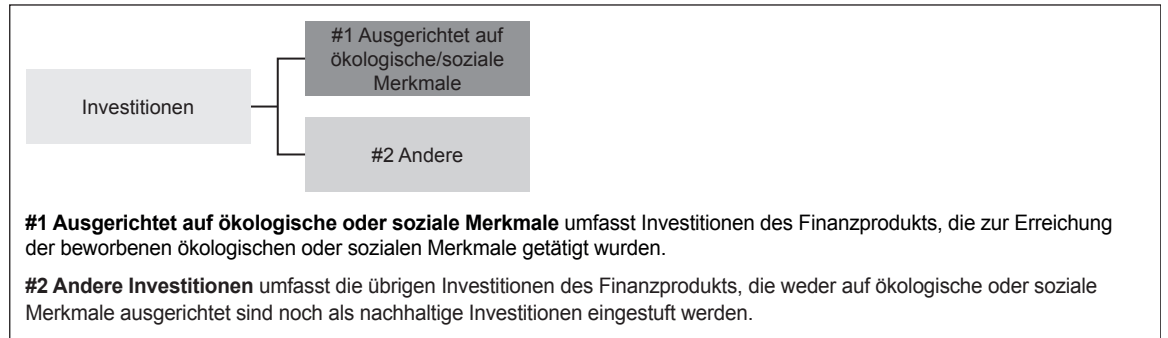 #1 Ausgerichtet auf
ökologische/soziale
Merkmale
Investitionen
#2 Andere
#1 Ausgerichtet auf ökologische oder soziale Merkmale umfasst Investitionen des Finanzprodukts, die zur Erreichung
der beworbenen ökologischen oder sozialen Merkmale getätigt wurden.
#2 Andere Investitionen umfasst die übrigen Investitionen des Finanzprodukts, die weder auf ökologische oder soziale
Merkmale ausgerichtet sind noch als nachhaltige Investitionen eingestuft werden.